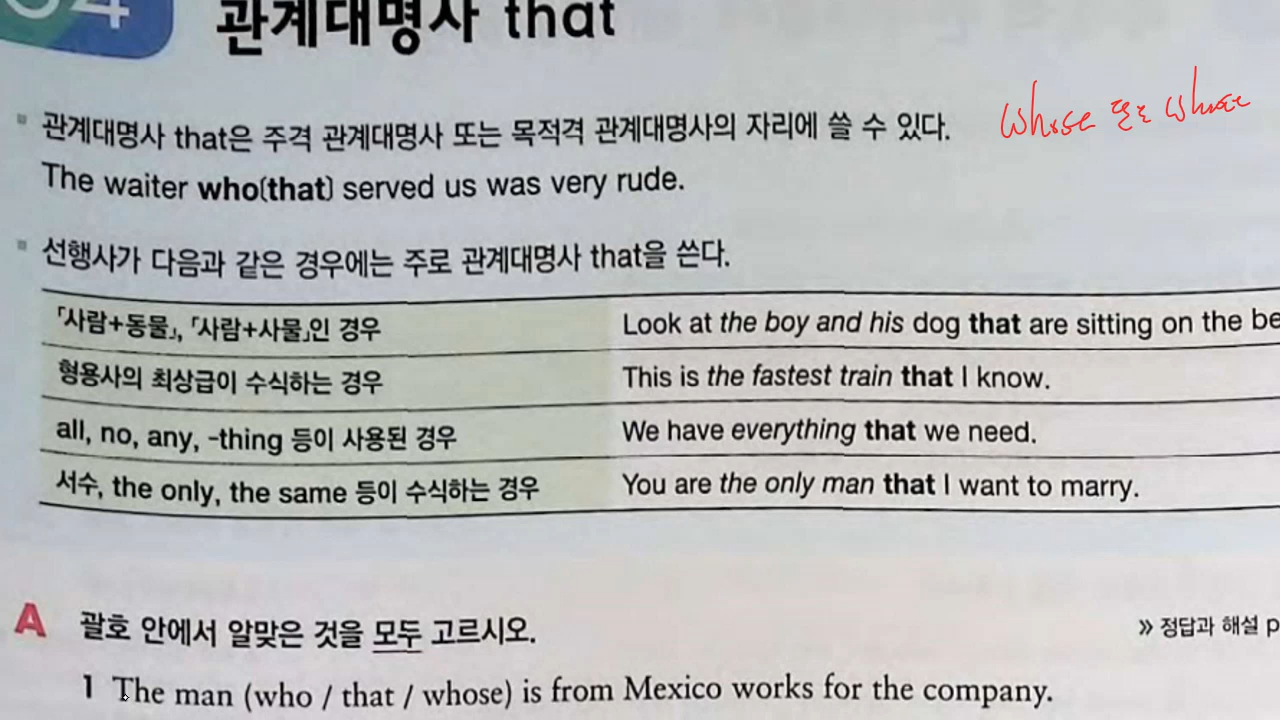 04
관계대명사 that
관계대명사 that은 주격 관계대명사 또는 목적격 관계대명사의 자리에 쓸 수 있다. whose 또는
The waiter who(that) served us was very rude.
선행사가 다음과 같은 경우에는 주로 관계대명사 that을 쓴다.
「사람+동물」, 「사람+사물」인 경우 Look at the boy and his dog that are sitting on the be
형용사의 최상급이 수식하는 경우 This is the fastest train that I know.
all, no, any, -thing 등이 사용된 경우 We have everything that we need.
서수, the only, the same 등이 수식하는 경우 You are the only man that I want to marry.
A 괄호 안에서 알맞은 것을 모두 고르시오. » 정답과 해설 p
1 The man (who / that / whose) is from Mexico works for the company.